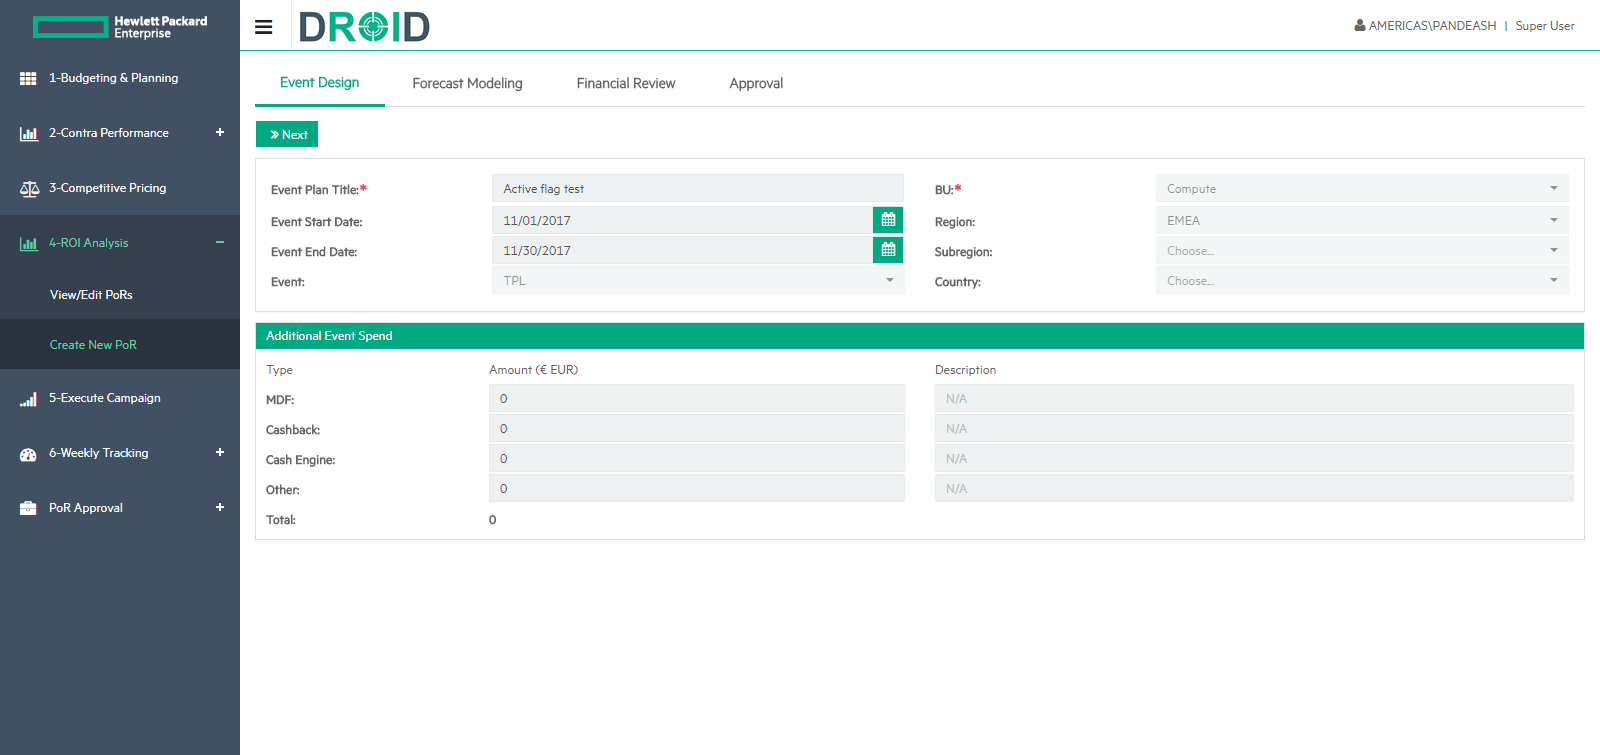 Hewlett Packard
Enterprise
DROID
AMERICAS\PANDEASH | Super User
1-Budgeting & Planning
2-Contra Performance +
3-Competitive Pricing
4-ROI Analysis −
View/Edit PoRs
Create New PoR
5-Execute Campaign
6-Weekly Tracking +
PoR Approval +
Event Design Forecast Modeling Financial Review Approval
» Next
Event Plan Title:* Active flag test BU:* Compute
Event Start Date: 11/01/2017 Region: EMEA
Event End Date: 11/30/2017 Subregion: Choose...
Event: TPL Country: Choose...
Additional Event Spend
Type Amount (€ EUR) Description
MDF: 0 N/A
Cashback: 0 N/A
Cash Engine: 0 N/A
Other: 0 N/A
Total: 0